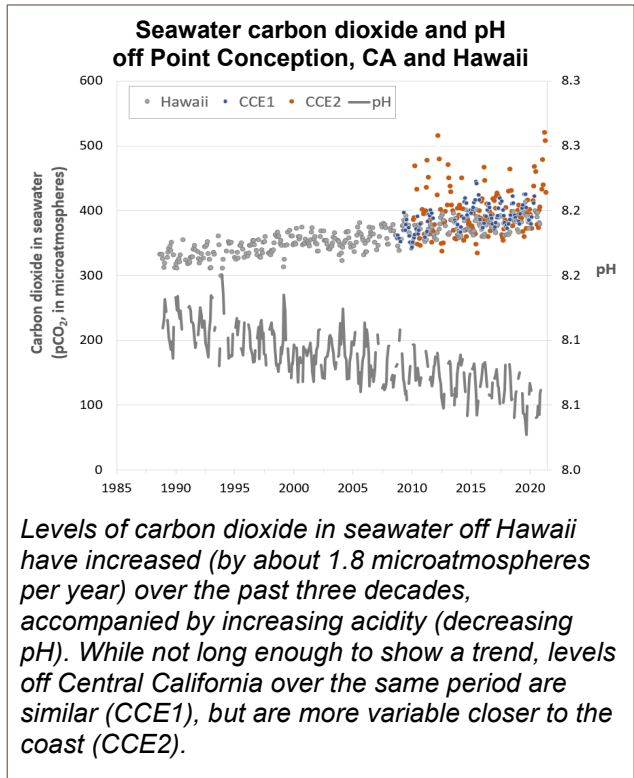 Seawater carbon dioxide and pH
off Point Conception, CA and Hawaii
600
500
400
300
200
100
0
8.3
8.3
8.2
8.2
8.1
8.1
8.0
Hawaii CCE1 CCE2 pH
Carbon dioxide in seawater
(pCO₂, in microatmospheres)
pH
1985 1990 1995 2000 2005 2010 2015 2020
Levels of carbon dioxide in seawater off Hawaii
have increased (by about 1.8 microatmospheres
per year) over the past three decades,
accompanied by increasing acidity (decreasing
pH). While not long enough to show a trend, levels
off Central California over the same period are
similar (CCE1), but are more variable closer to the
coast (CCE2).